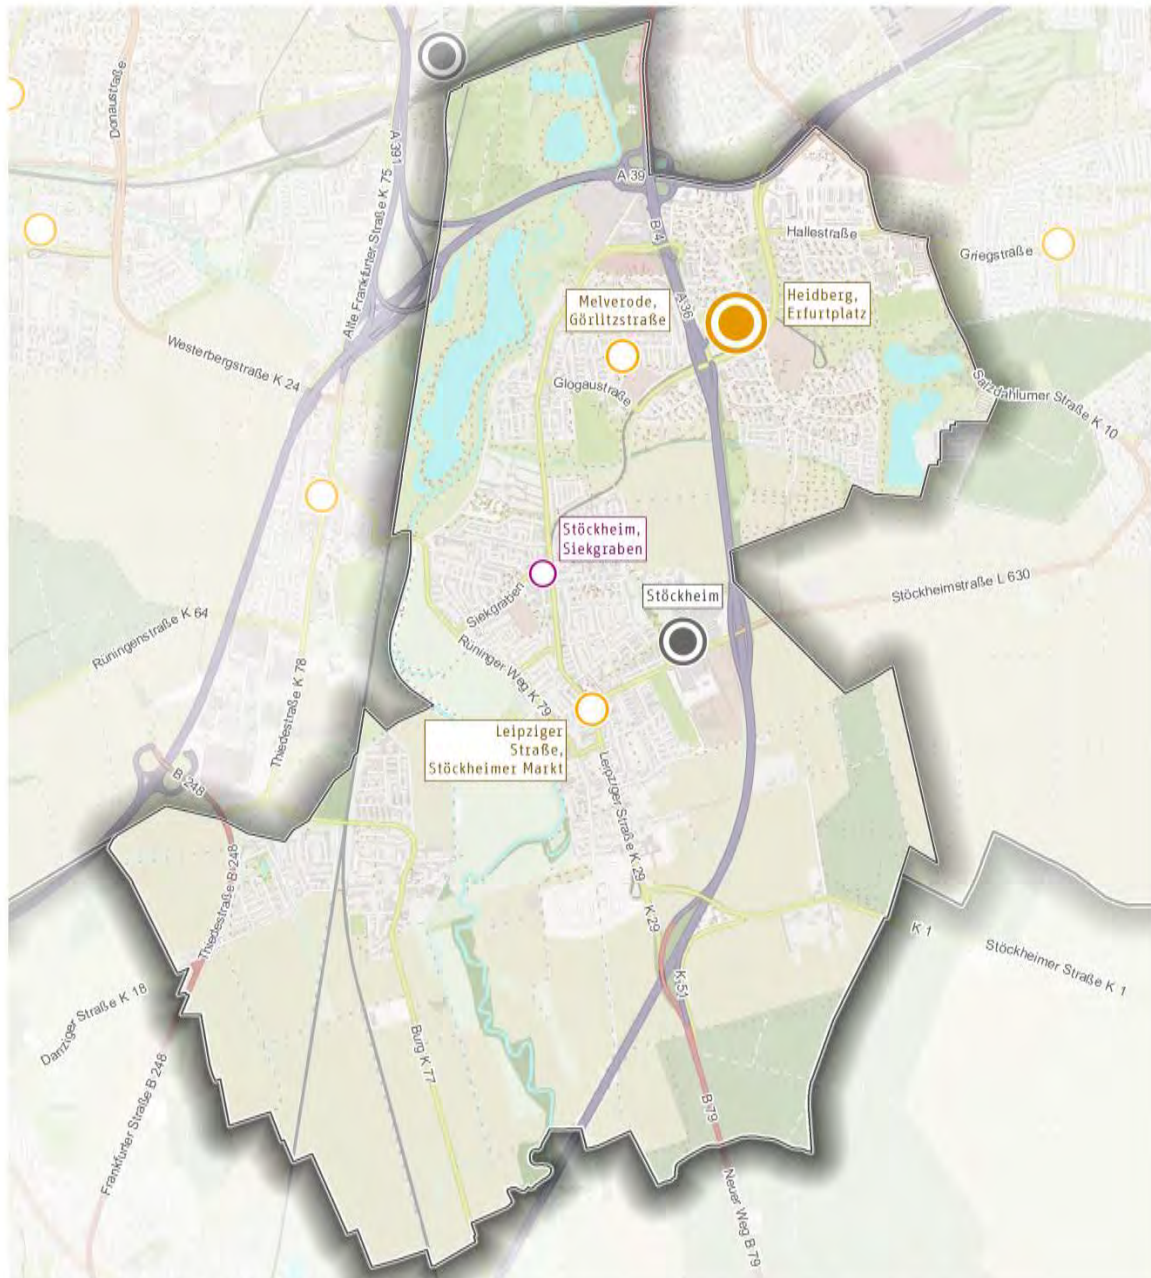 Donaustraße
A 391
Alte Frankfurter Straße K 75
A 39
B 4
A 36
Hallestraße
Griegstraße
Melverode,
Görlitzstraße
Heidberg,
Erfurtplatz
Westerbergstraße K 24
Glogaustraße
Salzdahlumer Straße K 10
Stöckheim,
Siekgraben
Siekgraben
Stöckheim
Stöckheimstraße L 630
Rüningenstraße K 64
Thiedestraße K 78
Rüninger Weg K 79
Leipziger
Straße,
Stöckheimer Markt
B 248
Leipziger Straße K 29
K 29
Thiedestraße B 248
K 1
Stöckheimer Straße K 1
K 51
Danziger Straße K 18
Burg K 77
Frankfurter Straße B 248
B 79
Neuer Weg B 79